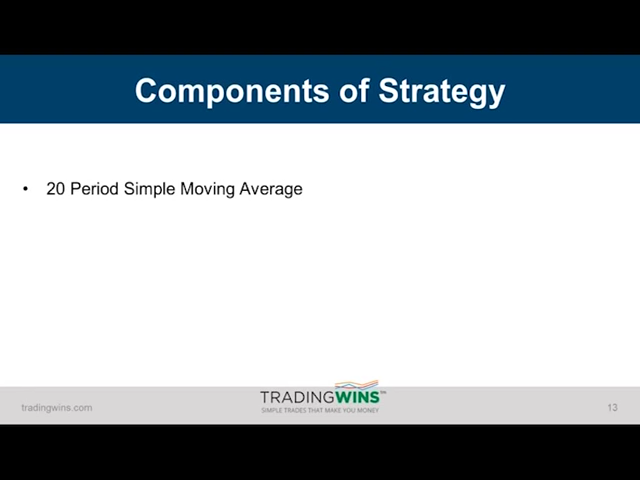 Components of Strategy
• 20 Period Simple Moving Average
tradingwins.com
TRADINGWINS
SIMPLE TRADES THAT MAKE YOU MONEY
13